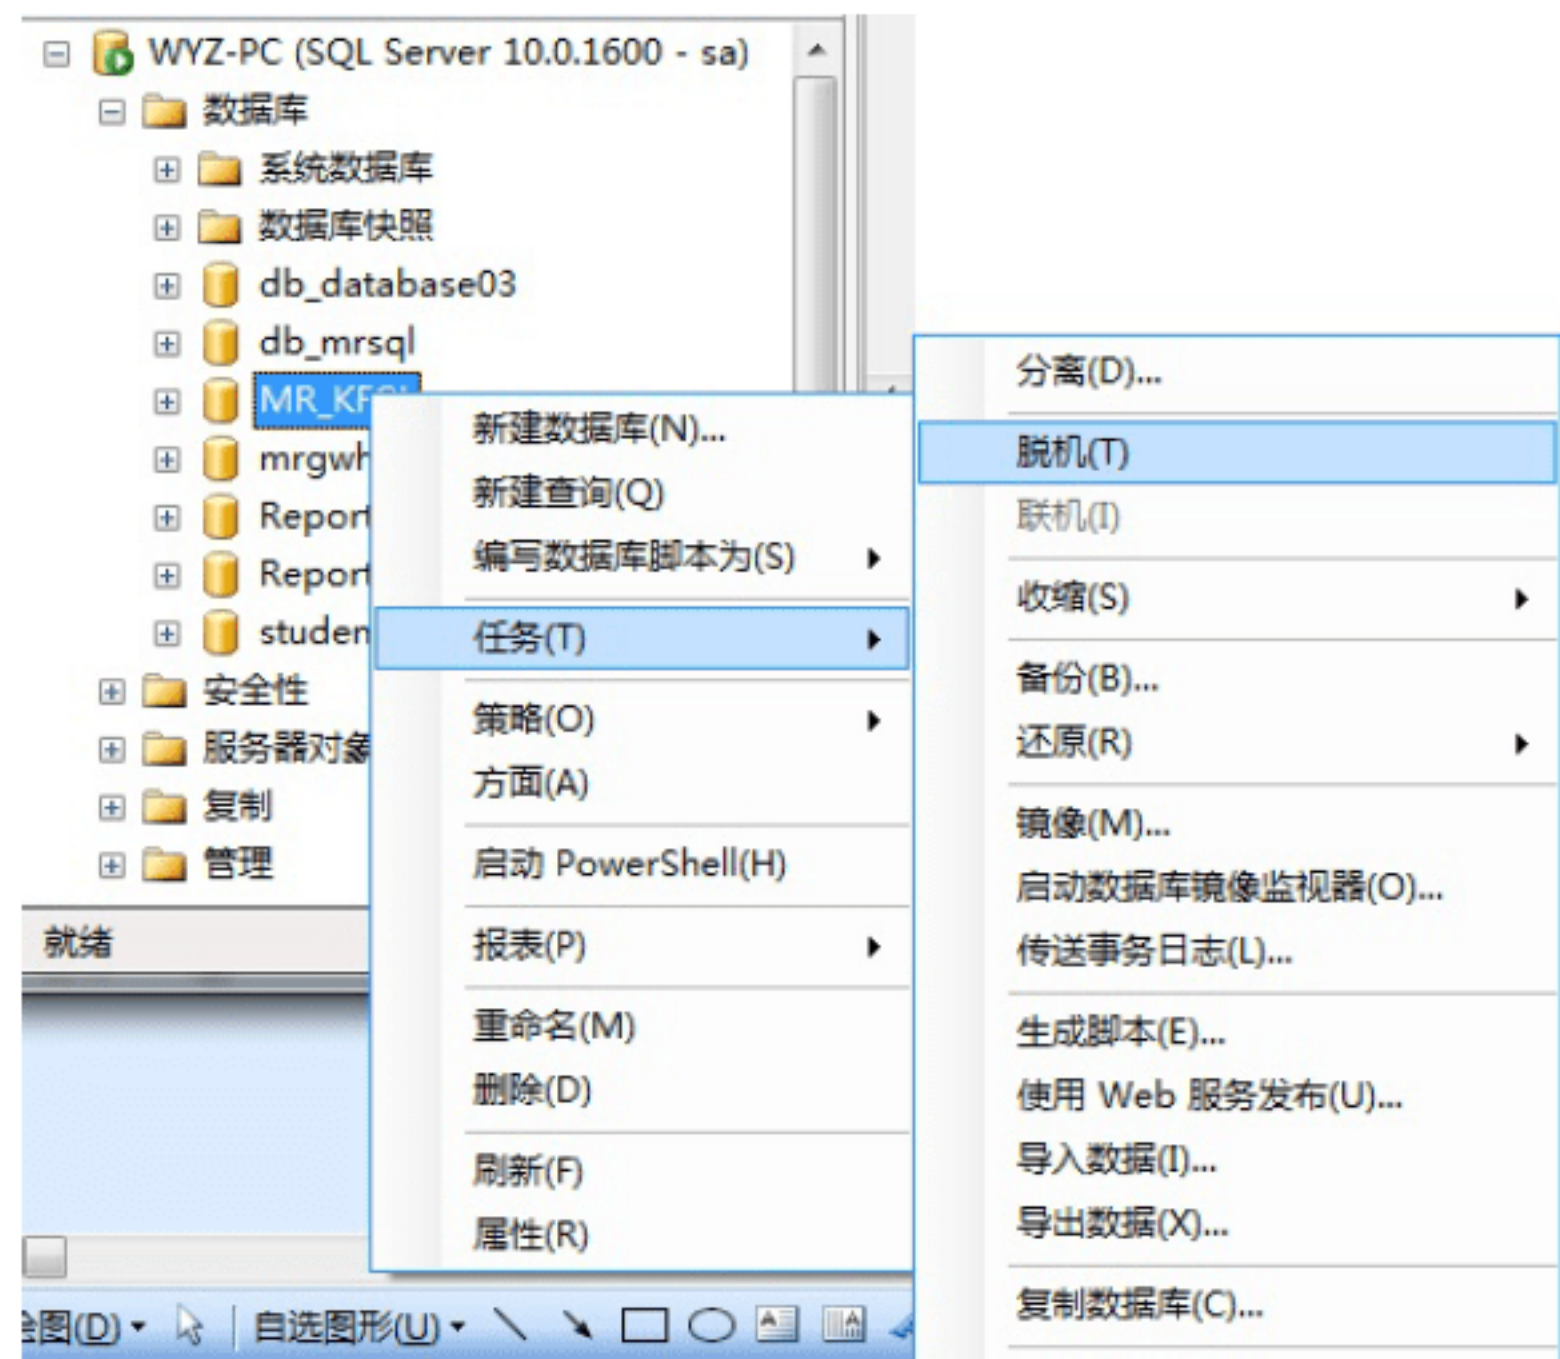 WYZ-PC (SQL Server 10.0.1600 - sa)
数据库
系统数据库
数据库快照
db_database03
db_mrsql
MR_KF
mrgwh
Report
Report
studen
安全性
服务器对象
复制
管理
就绪
新建数据库(N)...
新建查询(Q)
编写数据库脚本为(S)
任务(T)
策略(O)
方面(A)
启动 PowerShell(H)
报表(P)
重命名(M)
删除(D)
刷新(F)
属性(R)
分离(D)...
脱机(T)
联机(I)
收缩(S)
备份(B)...
还原(R)
镜像(M)...
启动数据库镜像监视器(O)...
传送事务日志(L)...
生成脚本(E)...
使用 Web 服务发布(U)...
导入数据(I)...
导出数据(X)...
复制数据库(C)...
图(D) 自选图形(U)